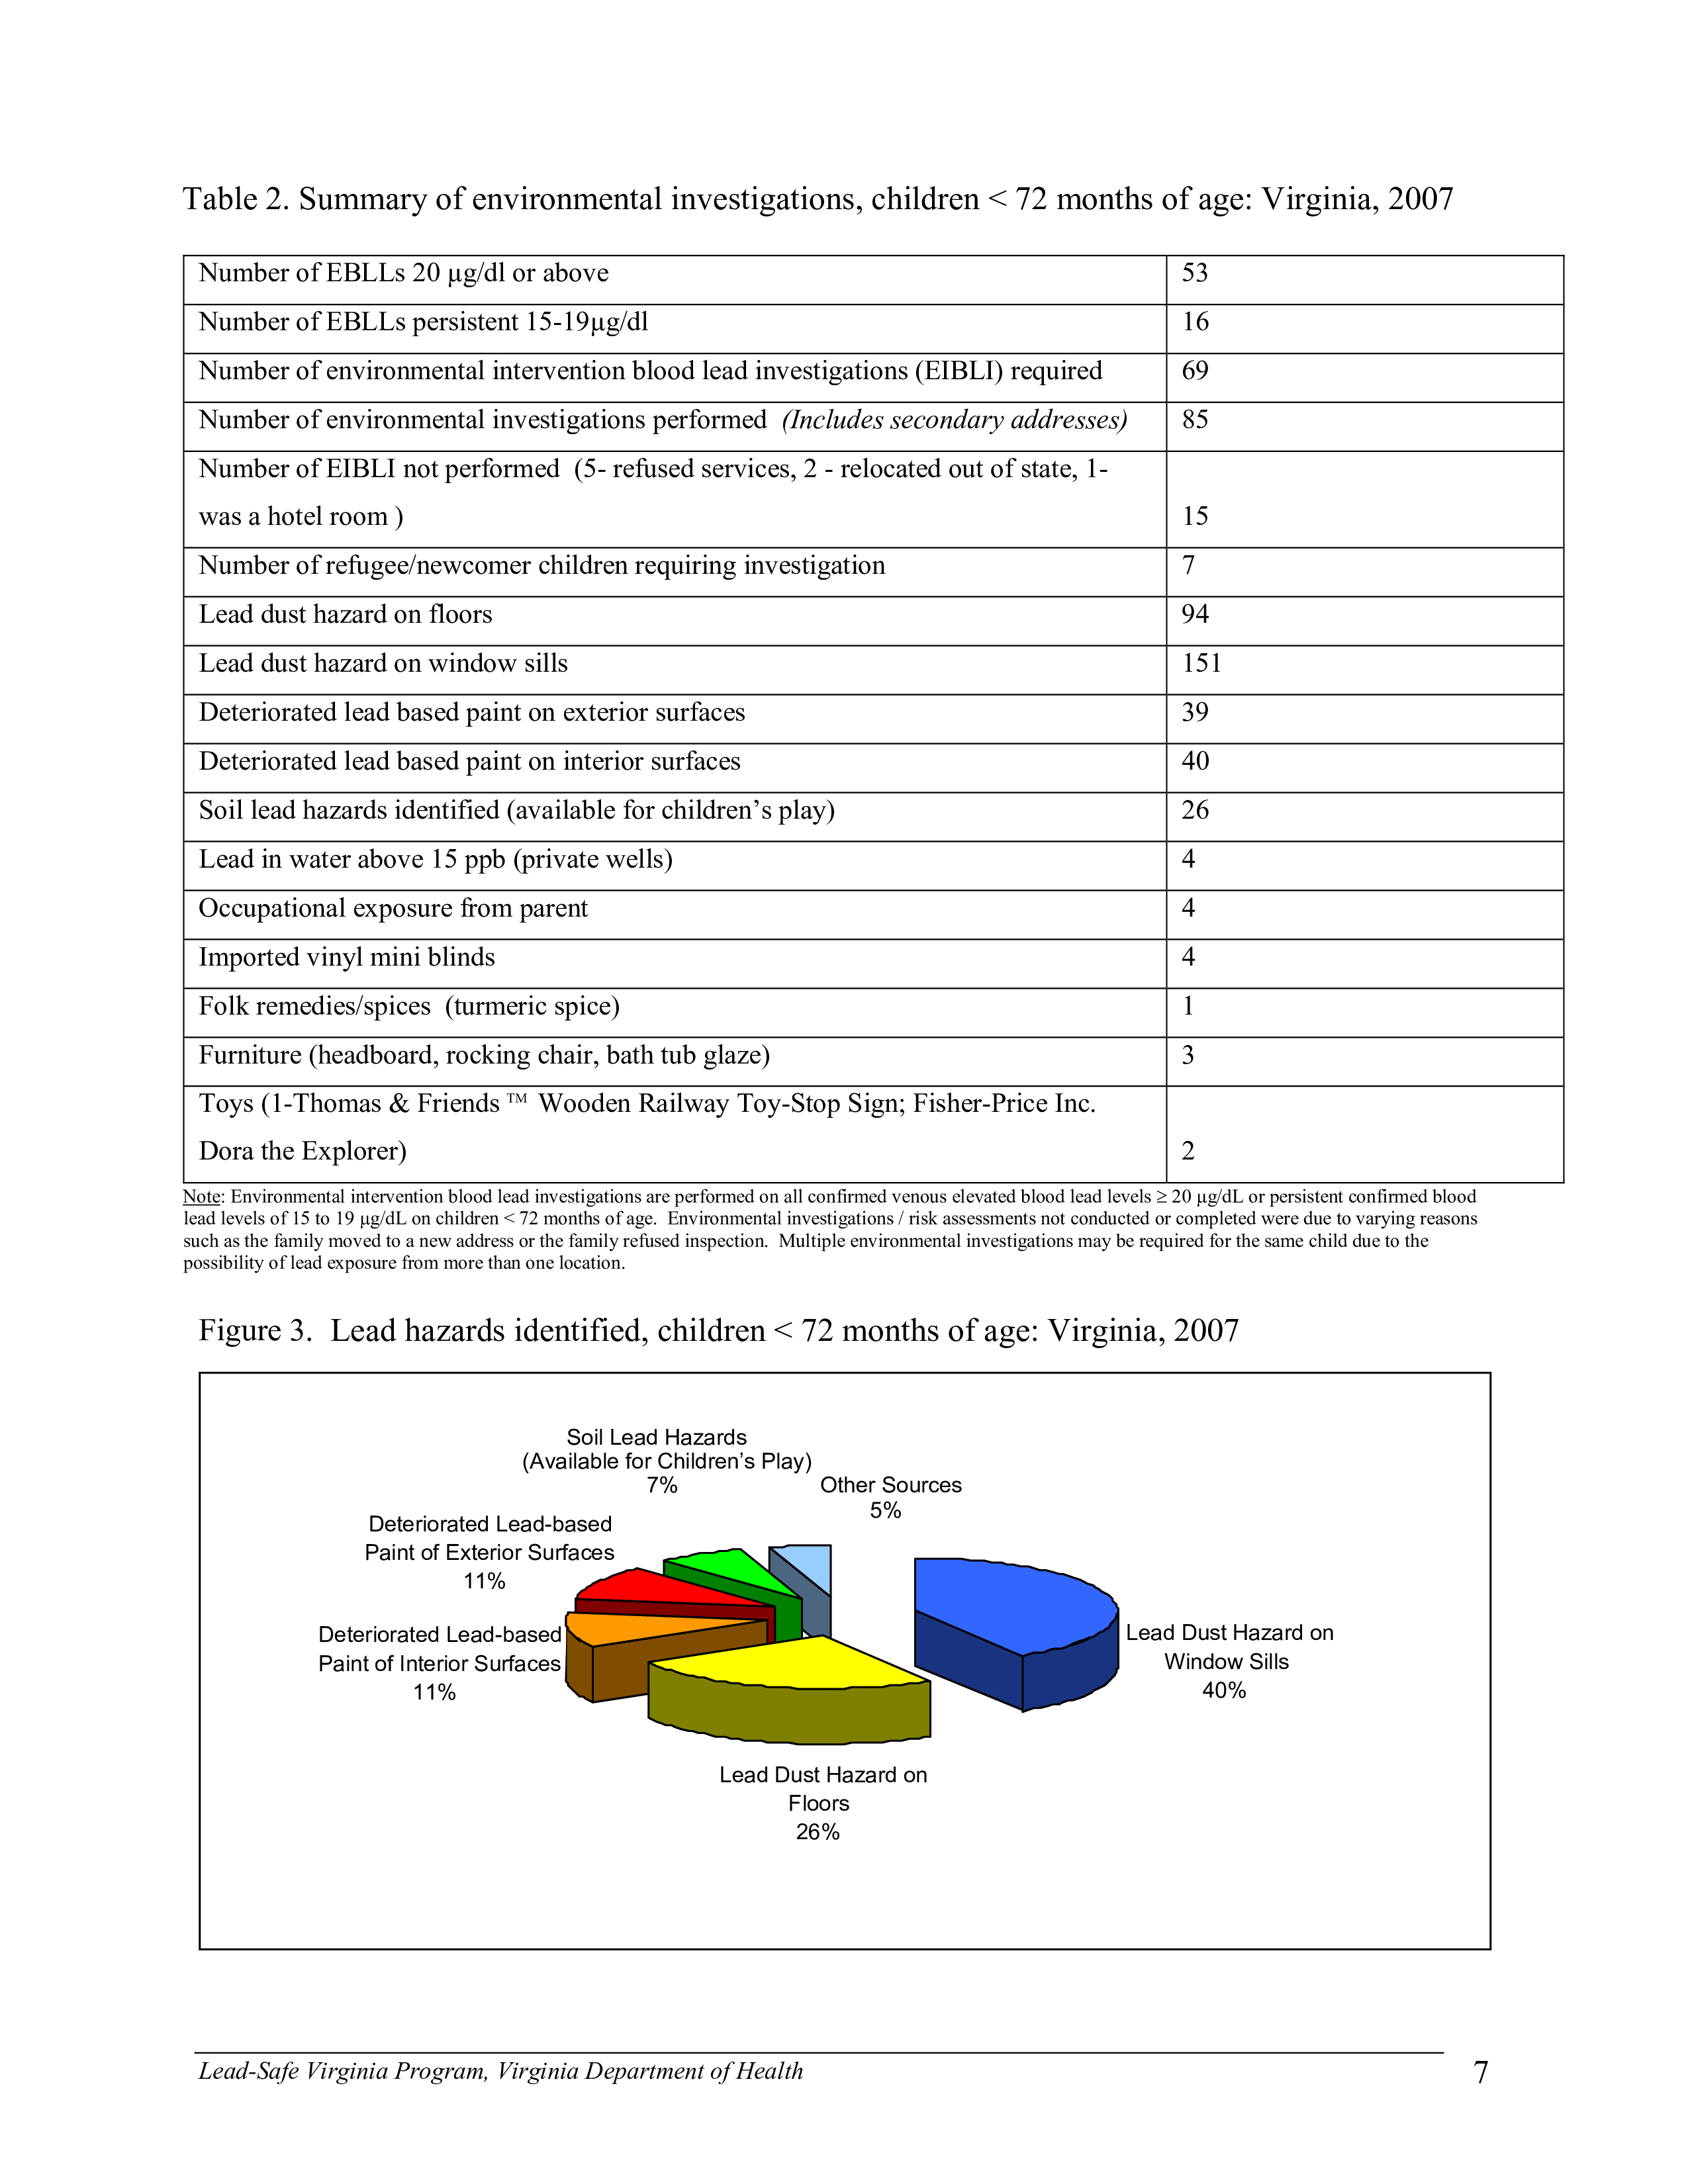 Table 2. Summary of environmental investigations, children < 72 months of age: Virginia, 2007
Number of EBLLs 20 µg/dl or above 53
Number of EBLLs persistent 15-19µg/dl 16
Number of environmental intervention blood lead investigations (EIBLI) required 69
Number of environmental investigations performed (Includes secondary addresses) 85
Number of EIBLI not performed (5- refused services, 2 - relocated out of state, 1-
was a hotel room ) 15
Number of refugee/newcomer children requiring investigation 7
Lead dust hazard on floors 94
Lead dust hazard on window sills 151
Deteriorated lead based paint on exterior surfaces 39
Deteriorated lead based paint on interior surfaces 40
Soil lead hazards identified (available for children’s play) 26
Lead in water above 15 ppb (private wells) 4
Occupational exposure from parent 4
Imported vinyl mini blinds 4
Folk remedies/spices (turmeric spice) 1
Furniture (headboard, rocking chair, bath tub glaze) 3
Toys (1-Thomas & Friends ™ Wooden Railway Toy-Stop Sign; Fisher-Price Inc.
Dora the Explorer) 2
Note: Environmental intervention blood lead investigations are performed on all confirmed venous elevated blood lead levels ≥ 20 µg/dL or persistent confirmed blood
lead levels of 15 to 19 µg/dL on children < 72 months of age. Environmental investigations / risk assessments not conducted or completed were due to varying reasons
such as the family moved to a new address or the family refused inspection. Multiple environmental investigations may be required for the same child due to the
possibility of lead exposure from more than one location.
Figure 3. Lead hazards identified, children < 72 months of age: Virginia, 2007
Soil Lead Hazards
(Available for Children’s Play)
7%
Other Sources
5%
Deteriorated Lead-based
Paint of Exterior Surfaces
11%
Deteriorated Lead-based
Paint of Interior Surfaces
11%
Lead Dust Hazard on
Window Sills
40%
Lead Dust Hazard on
Floors
26%
Lead-Safe Virginia Program, Virginia Department of Health 7